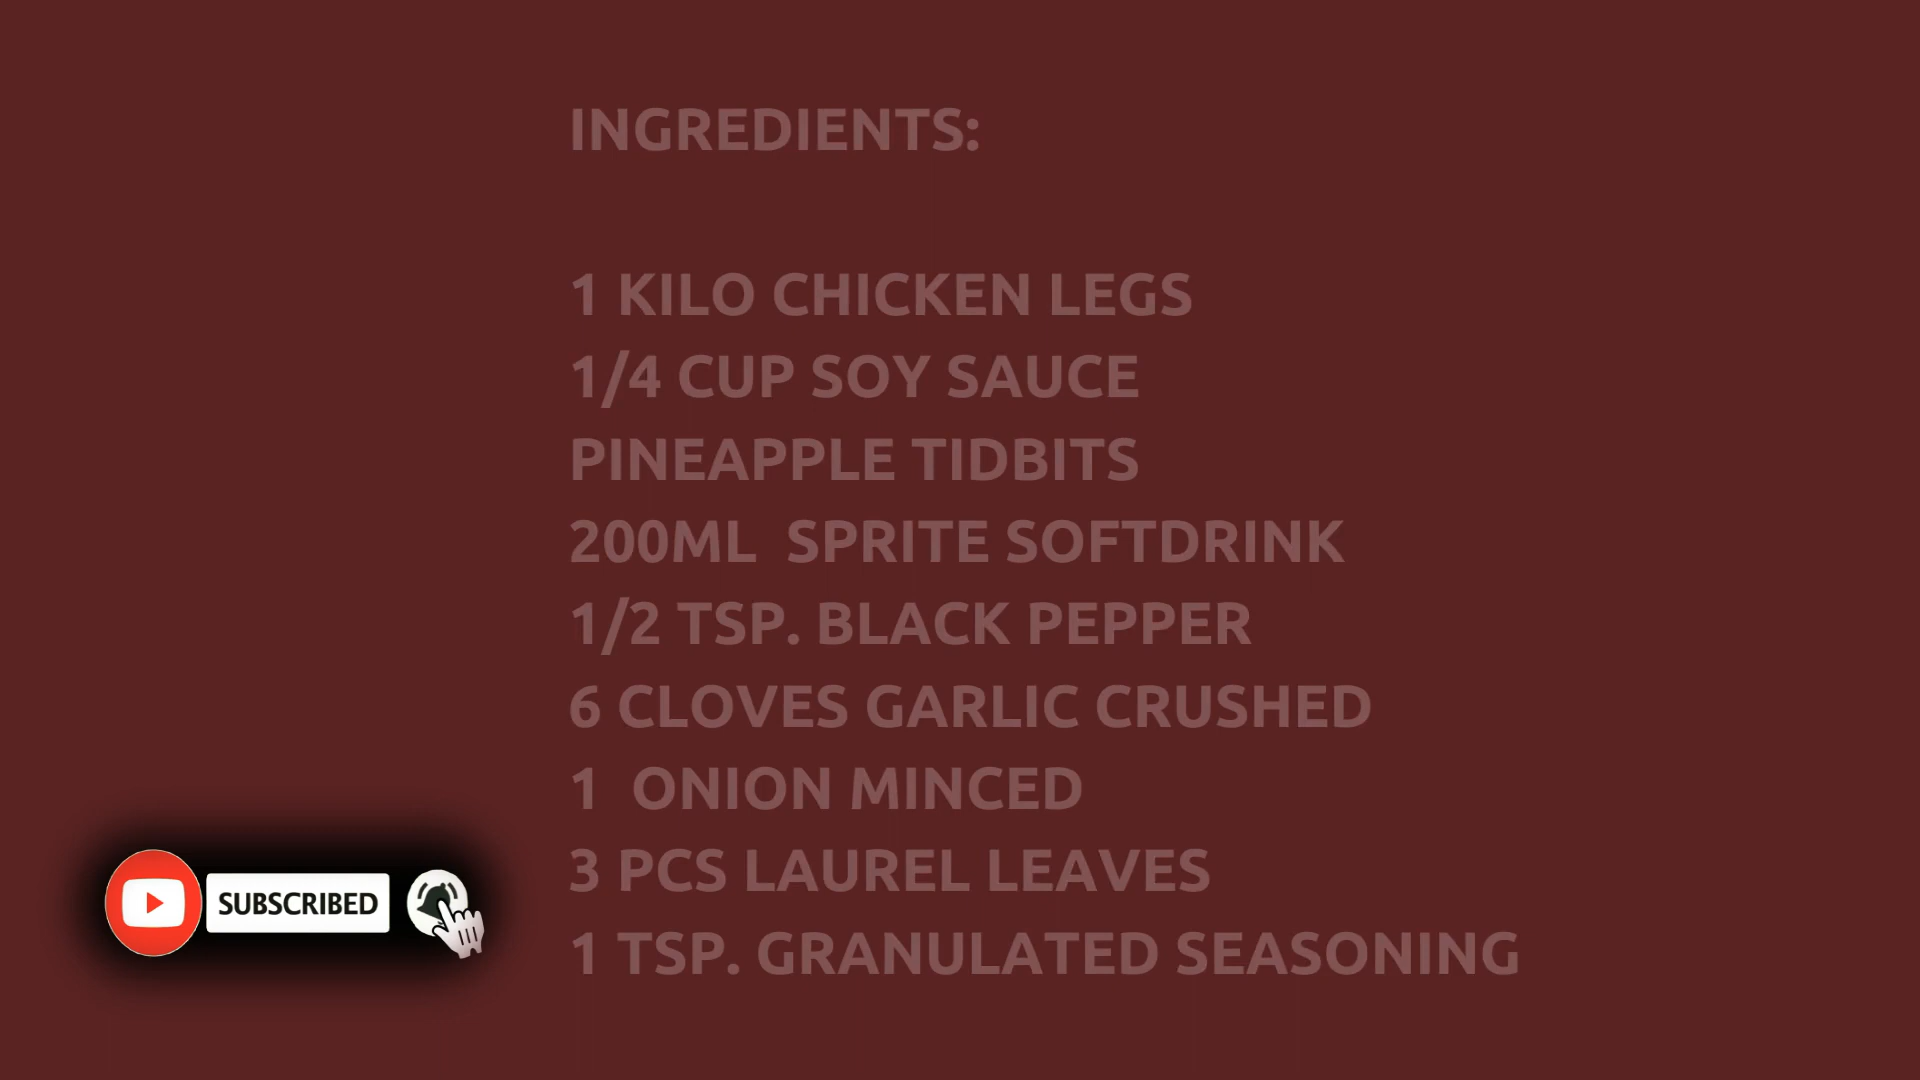 INGREDIENTS:
1 KILO CHICKEN LEGS
1/4 CUP SOY SAUCE
PINEAPPLE TIDBITS
200ML  SPRITE SOFTDRINK
1/2 TSP. BLACK PEPPER
6 CLOVES GARLIC CRUSHED
1  ONION MINCED
3 PCS LAUREL LEAVES
1 TSP. GRANULATED SEASONING
SUBSCRIBED